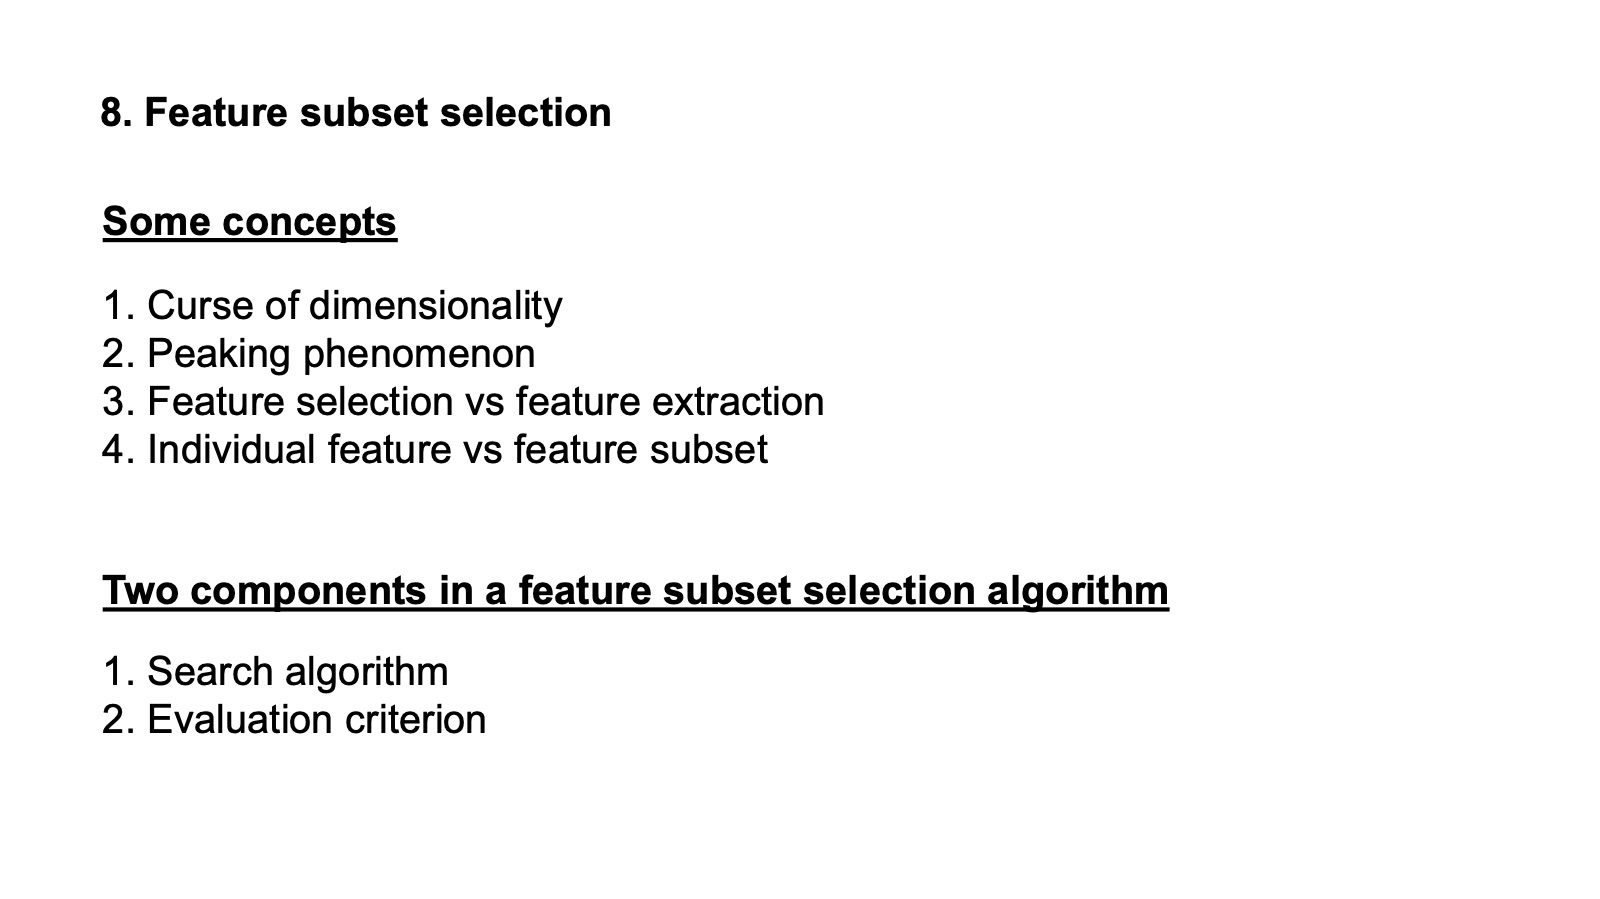 8. Feature subset selection
Some concepts
1. Curse of dimensionality
2. Peaking phenomenon
3. Feature selection vs feature extraction
4. Individual feature vs feature subset
Two components in a feature subset selection algorithm
1. Search algorithm
2. Evaluation criterion